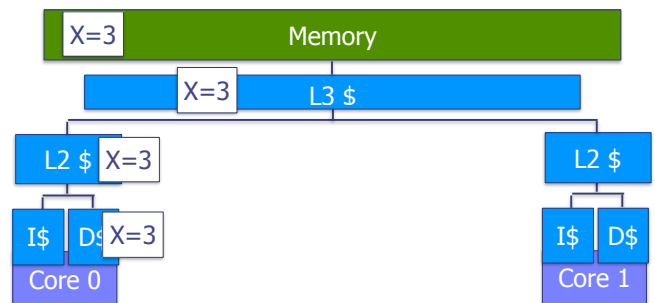 X=3 Memory
X=3 L3 $
L2 $ X=3 L2 $
I$ D$ X=3 I$ D$
Core 0 Core 1